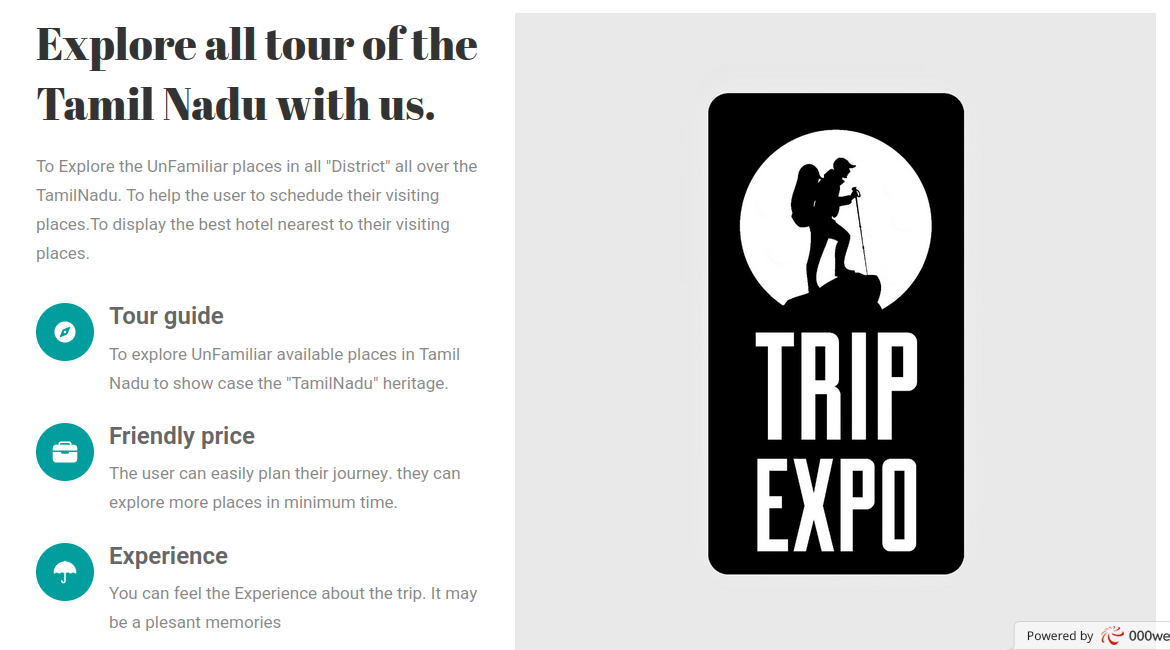 Explore all tour of the
Tamil Nadu with us.
To Explore the UnFamiliar places in all "District" all over the
TamilNadu. To help the user to schedude their visiting
places.To display the best hotel nearest to their visiting
places.
Tour guide
To explore UnFamiliar available places in Tamil
Nadu to show case the "TamilNadu" heritage.
Friendly price
The user can easily plan their journey. they can
explore more places in minimum time.
Experience
You can feel the Experience about the trip. It may
be a plesant memories
TRIP
EXPO
Powered by 000we